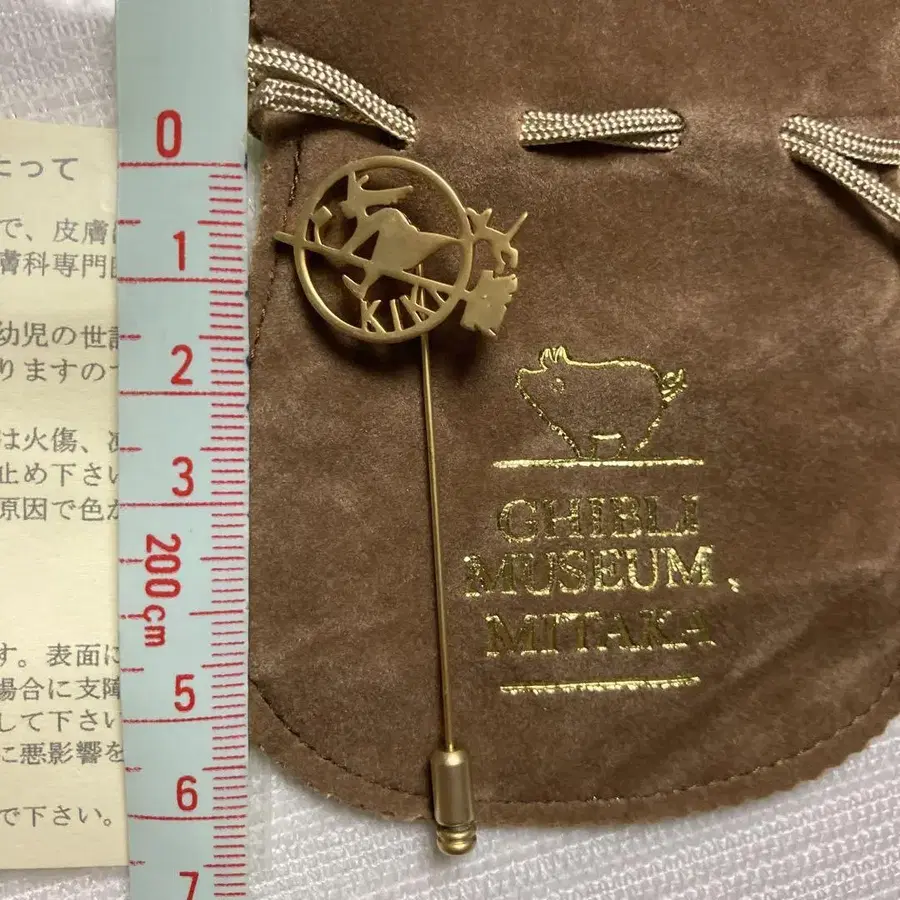 にって
で、皮膚
膚科専門
幼児の世
りますので
は火傷、
止め下さい
原因で色が
す。表面に
場合に支障
して下さい
に悪影響を
で下さい。
0
1
2
3
200cm
5
6
7
KIKI
GHIBLI
MUSEUM,
MITAKA